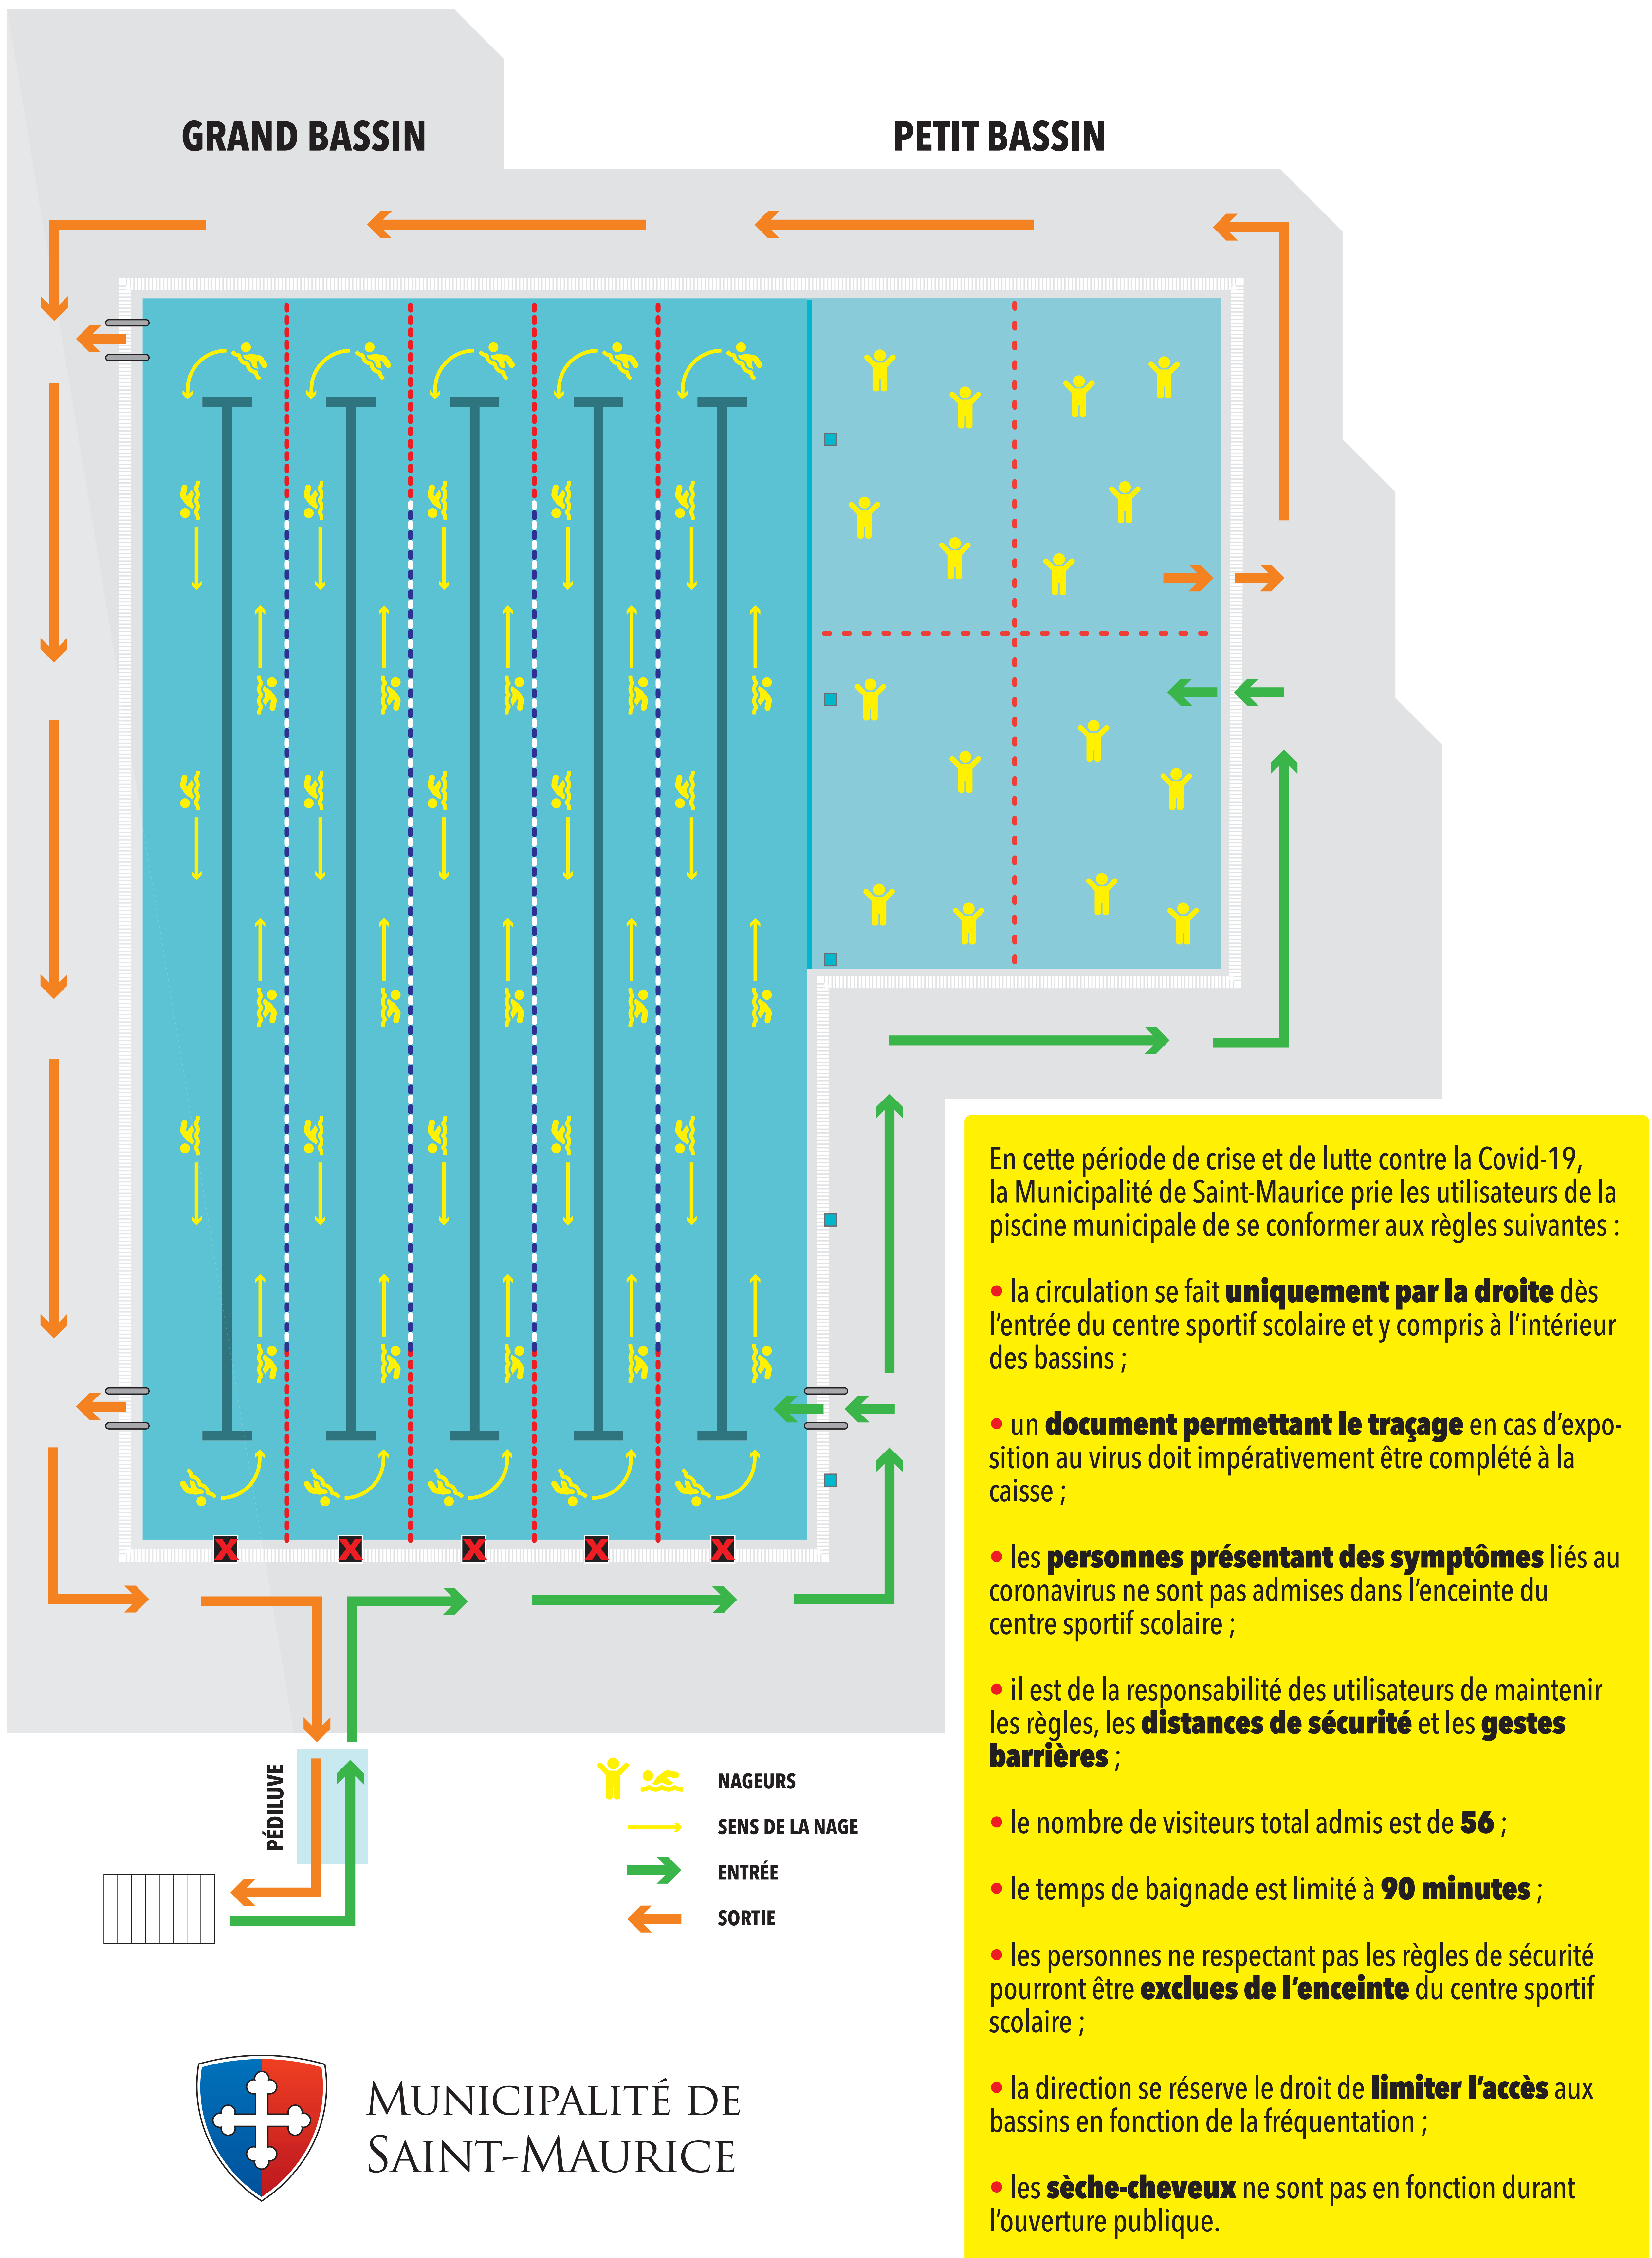 GRAND BASSIN
PETIT BASSIN
En cette période de crise et de lutte contre la Covid-19,
la Municipalité de Saint-Maurice prie les utilisateurs de la
piscine municipale de se conformer aux règles suivantes :
• la circulation se fait uniquement par la droite dès
l'entrée du centre sportif scolaire et y compris à l'intérieur
des bassins ;
• un document permettant le traçage en cas d'expo-
sition au virus doit impérativement être complété à la
caisse ;
• les personnes présentant des symptômes liés au
coronavirus ne sont pas admises dans l'enceinte du
centre sportif scolaire ;
• il est de la responsabilité des utilisateurs de maintenir
les règles, les distances de sécurité et les gestes
barrières ;
• le nombre de visiteurs total admis est de 56 ;
• le temps de baignade est limité à 90 minutes ;
• les personnes ne respectant pas les règles de sécurité
pourront être exclues de l'enceinte du centre sportif
scolaire ;
• la direction se réserve le droit de limiter l'accès aux
bassins en fonction de la fréquentation ;
• les sèche-cheveux ne sont pas en fonction durant
l'ouverture publique.
X X X X X
PÉDILUVE
NAGEURS
SENS DE LA NAGE
ENTRÉE
SORTIE
MUNICIPALITÉ DE
SAINT-MAURICE